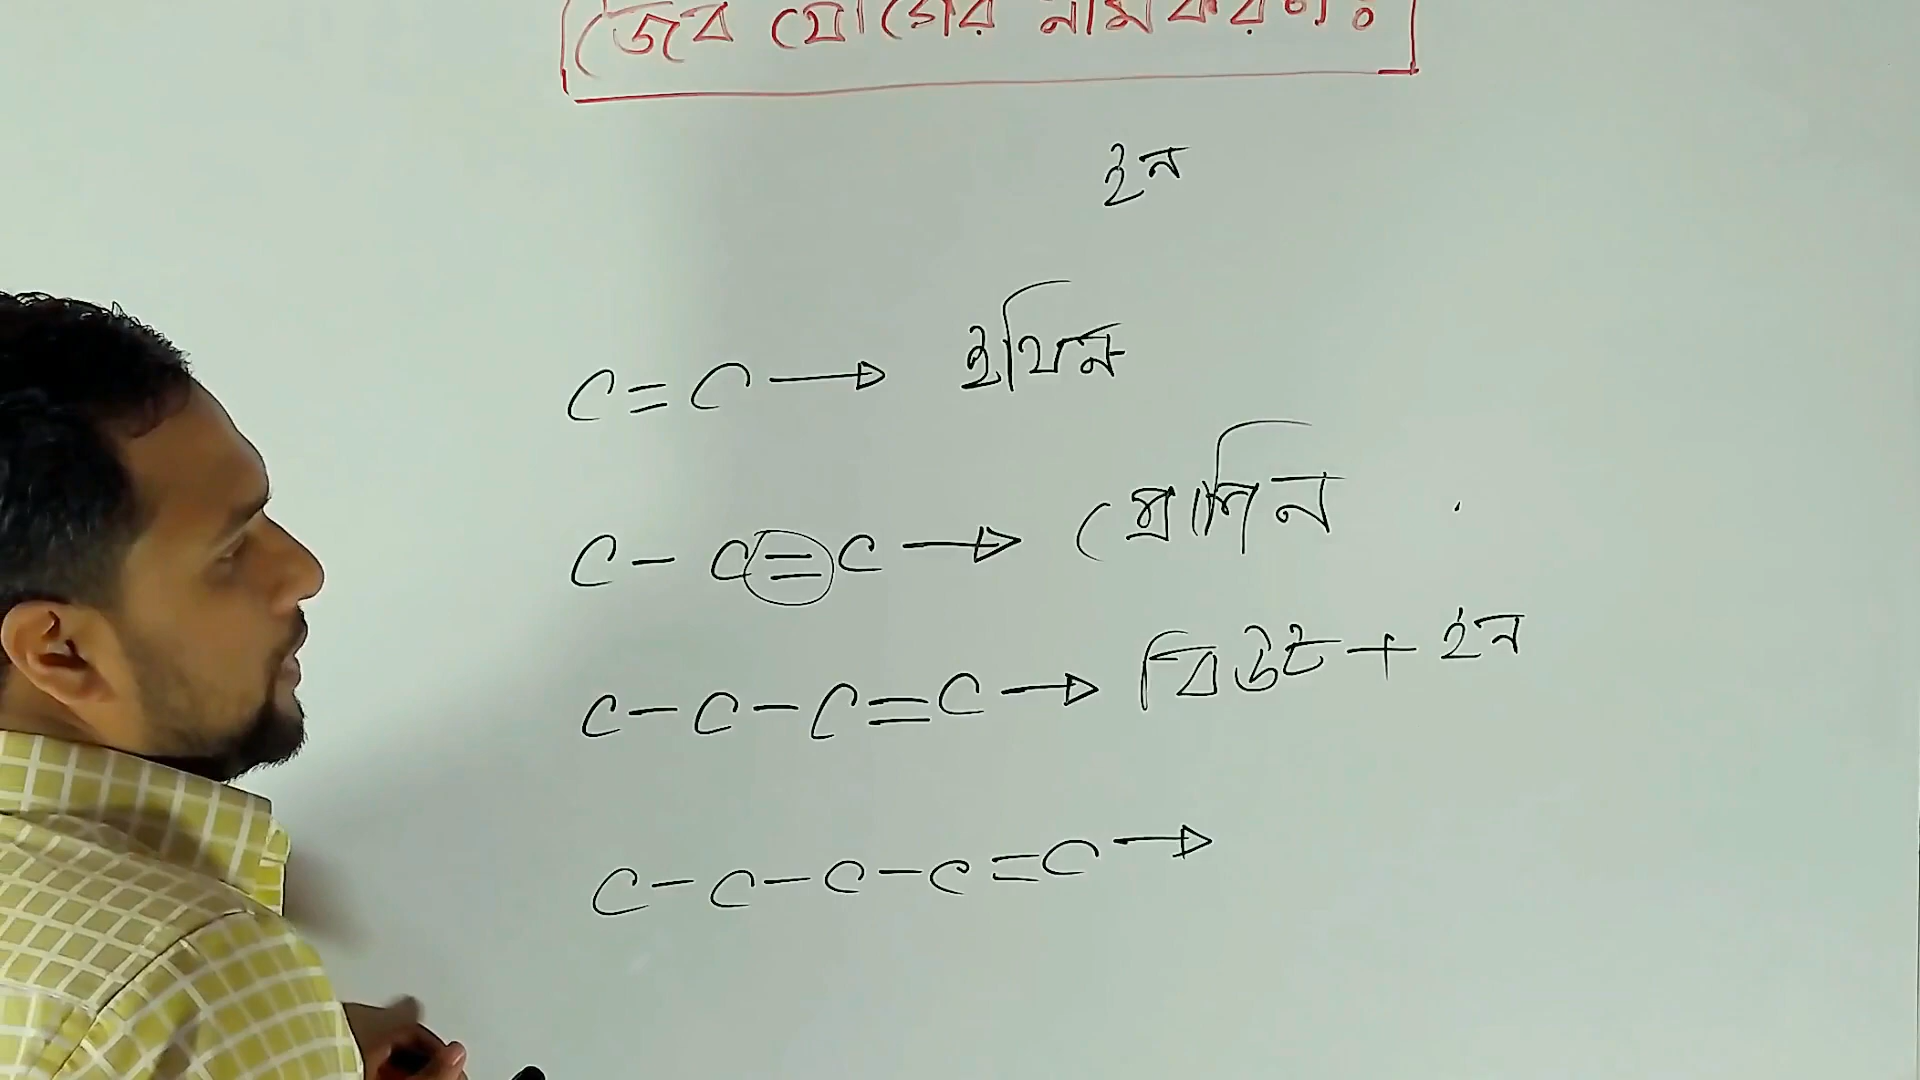 জৈব যৌগের নামকরণ:
ইন
C = C → ইথিন
C - C = C → প্রোপিন
C - C - C = C → বিউট + ইন
C - C - C - C = C →